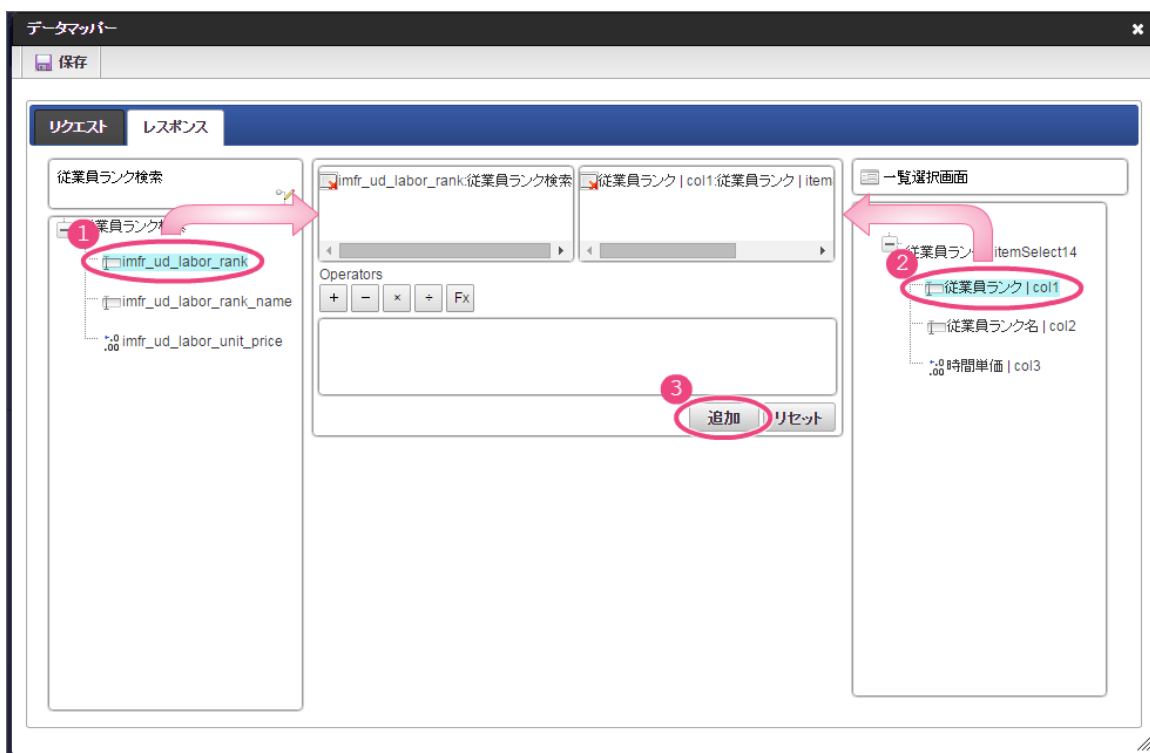 データマッパー
保存
リクエスト
レスポンス
従業員ランク検索
imfr_ud_labor_rank:従業員ランク検索
従業員ランク | col1:従業員ランク | item
一覧選択画面
1
imfr_ud_labor_rank
imfr_ud_labor_rank_name
imfr_ud_labor_unit_price
Operators
+
−
×
÷
Fx
3
追加
リセット
itemSelect14
2
従業員ランク | col1
従業員ランク名 | col2
時間単価 | col3